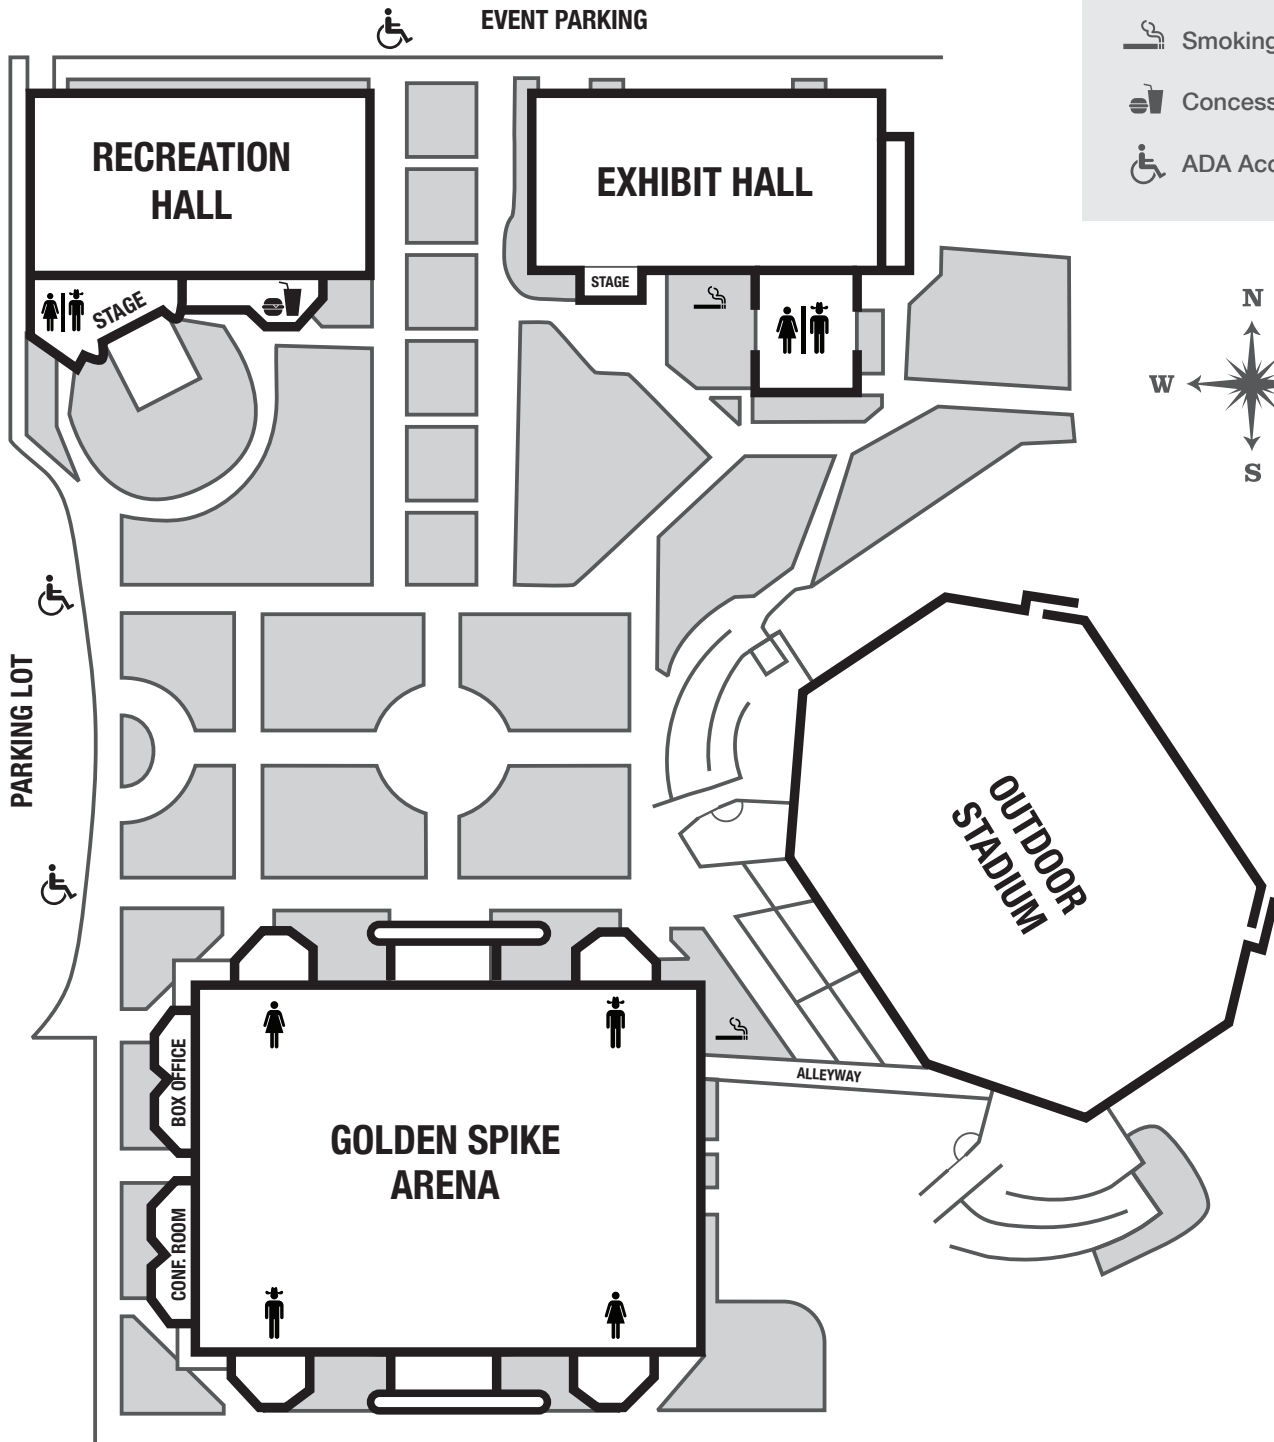 EVENT PARKING
Smoking
Concess
ADA Acc
RECREATION
HALL
EXHIBIT HALL
STAGE
STAGE
N
W
S
PARKING LOT
OUTDOOR
STADIUM
BOX OFFICE
ALLEYWAY
GOLDEN SPIKE
ARENA
CONF. ROOM